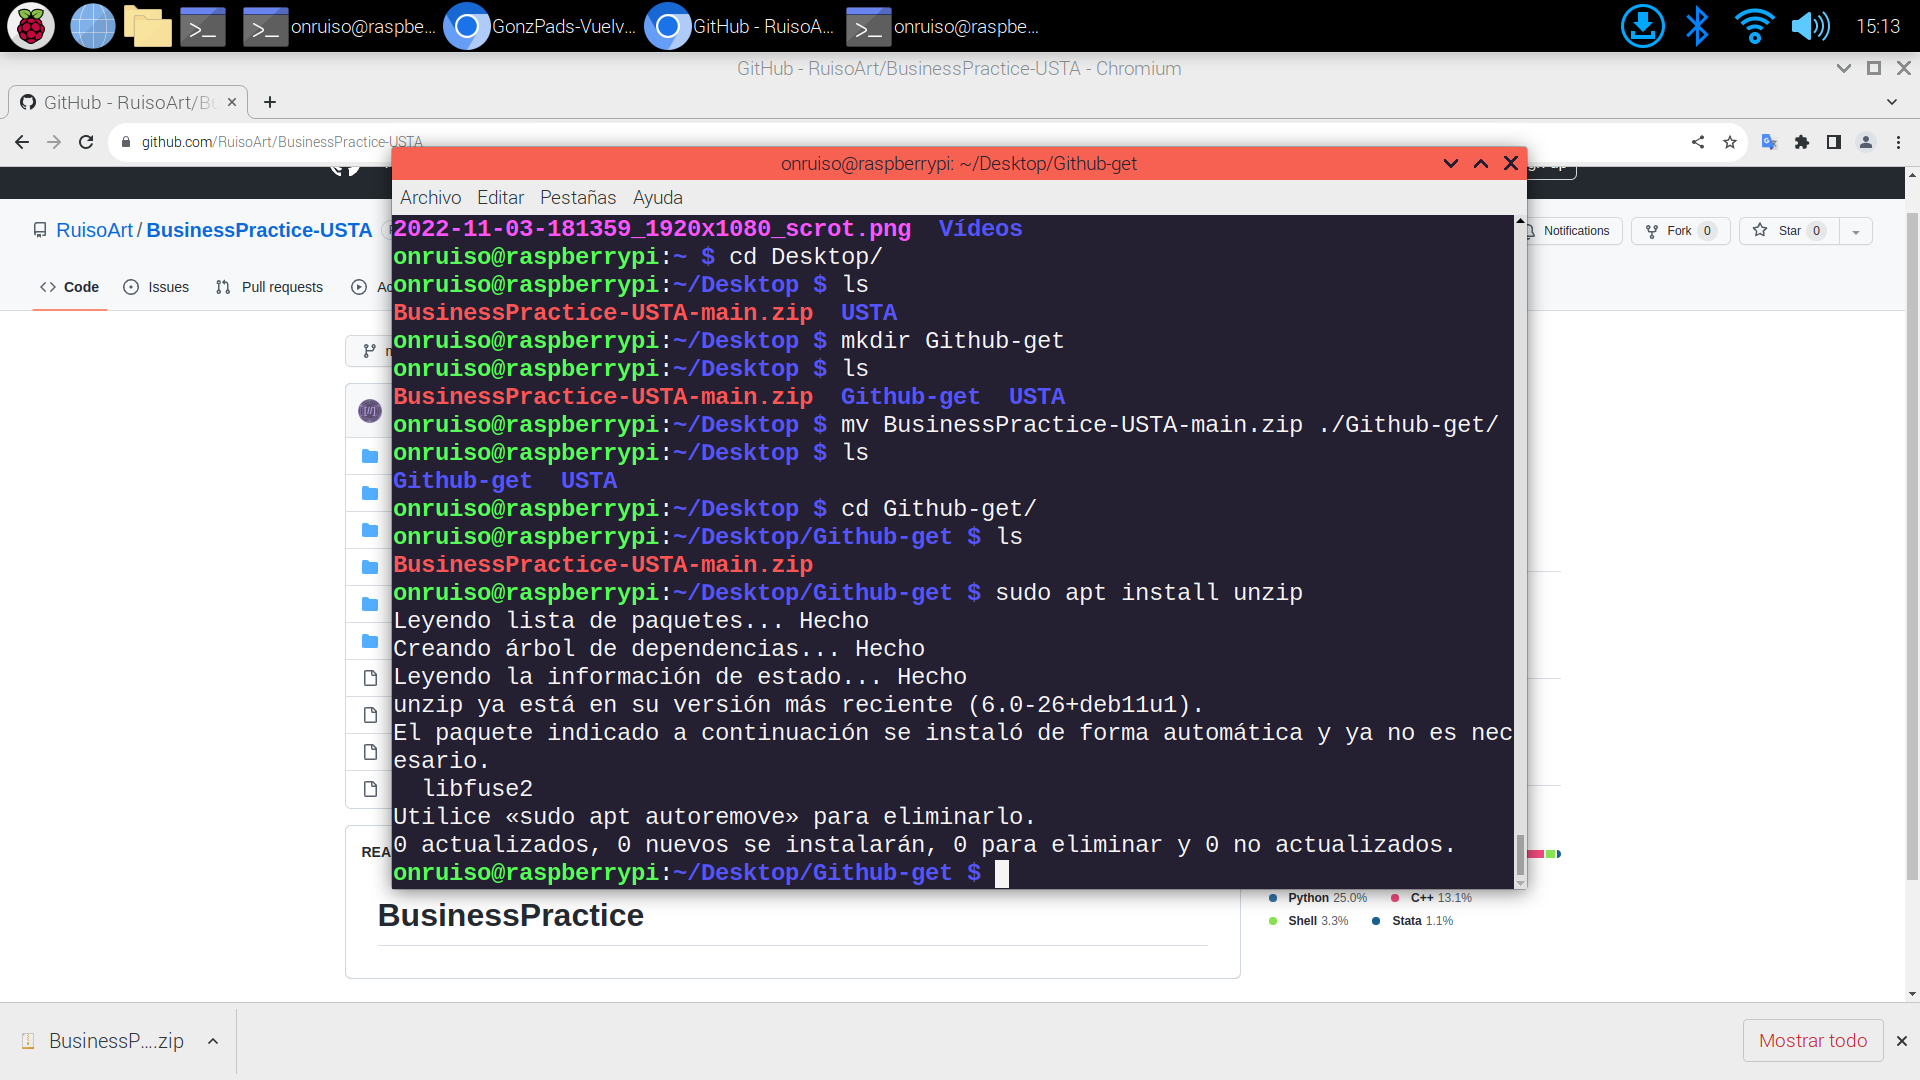 onruiso@raspbe...
GonzPads-Vuelv...
GitHub - RuisoA...
onruiso@raspbe...
15:13
GitHub - RuisoArt/BusinessPractice-USTA - Chromium
GitHub - RuisoArt/Bu
github.com/RuisoArt/BusinessPractice-USTA
onruiso@raspberrypi: ~/Desktop/Github-get
Archivo Editar Pestañas Ayuda
RuisoArt / BusinessPractice-USTA
Notifications
Fork 0
Star 0
Code
Issues
Pull requests
2022-11-03-181359_1920x1080_scrot.png Vídeos
onruiso@raspberrypi:~ $ cd Desktop/
onruiso@raspberrypi:~/Desktop $ ls
BusinessPractice-USTA-main.zip USTA
onruiso@raspberrypi:~/Desktop $ mkdir Github-get
onruiso@raspberrypi:~/Desktop $ ls
BusinessPractice-USTA-main.zip Github-get USTA
onruiso@raspberrypi:~/Desktop $ mv BusinessPractice-USTA-main.zip ./Github-get/
onruiso@raspberrypi:~/Desktop $ ls
Github-get USTA
onruiso@raspberrypi:~/Desktop $ cd Github-get/
onruiso@raspberrypi:~/Desktop/Github-get $ ls
BusinessPractice-USTA-main.zip
onruiso@raspberrypi:~/Desktop/Github-get $ sudo apt install unzip
Leyendo lista de paquetes... Hecho
Creando árbol de dependencias... Hecho
Leyendo la información de estado... Hecho
unzip ya está en su versión más reciente (6.0-26+deb11u1).
El paquete indicado a continuación se instaló de forma automática y ya no es nec
esario.
libfuse2
Utilice «sudo apt autoremove» para eliminarlo.
0 actualizados, 0 nuevos se instalarán, 0 para eliminar y 0 no actualizados.
onruiso@raspberrypi:~/Desktop/Github-get $
REA
BusinessPractice
Python 25.0% C++ 13.1%
Shell 3.3% Stata 1.1%
BusinessP....zip
Mostrar todo